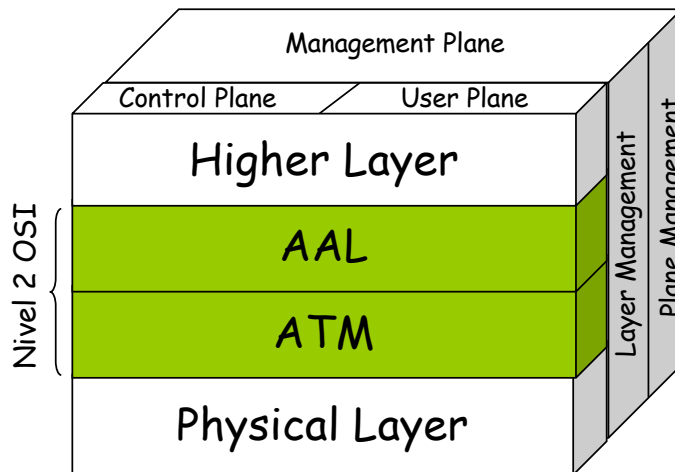 Management Plane
Control Plane
User Plane
Higher Layer
AAL
ATM
Physical Layer
Nivel 2 OSI
Layer Management
Plane Management